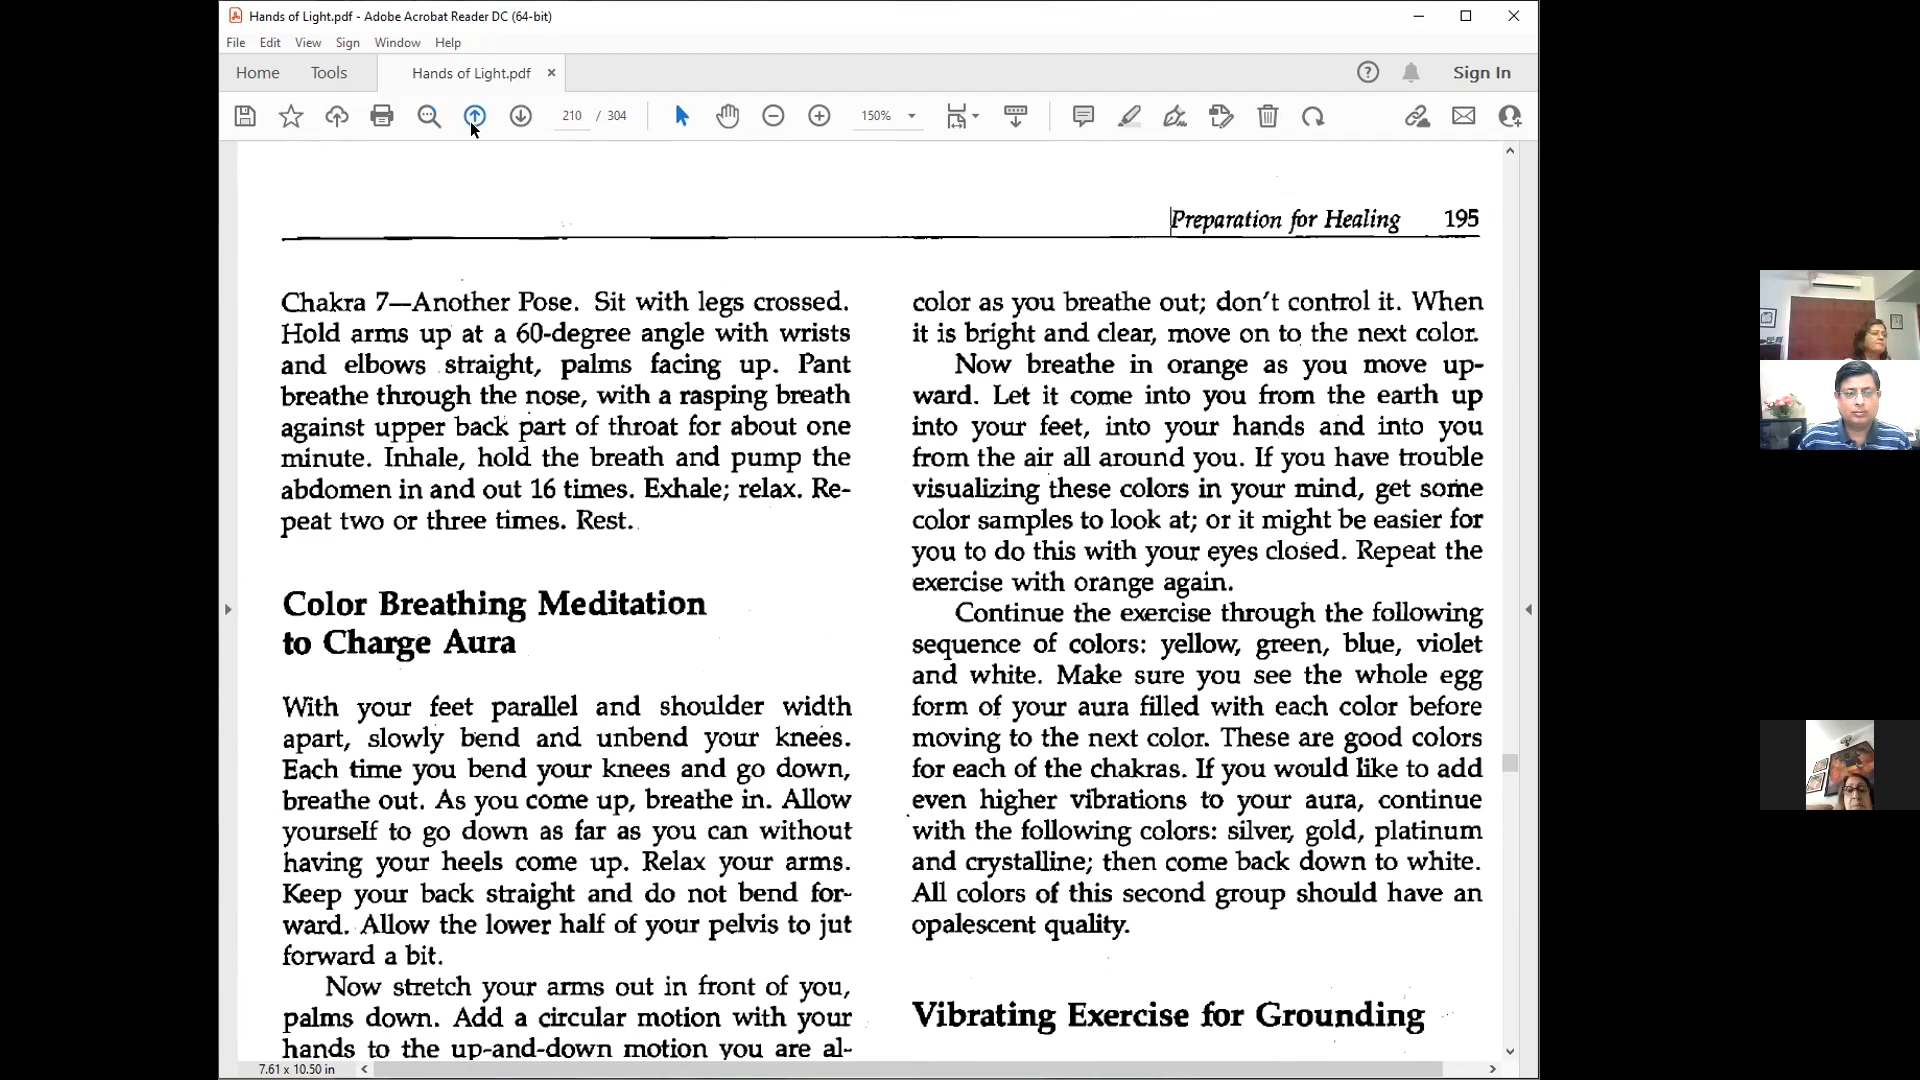 Hands of Light.pdf - Adobe Acrobat Reader DC (64-bit)
File Edit View Sign Window Help
Home Tools Hands of Light.pdf × Sign In
210 / 304 150%
Preparation for Healing 195
Chakra 7—Another Pose. Sit with legs crossed.
Hold arms up at a 60-degree angle with wrists
and elbows straight, palms facing up. Pant
breathe through the nose, with a rasping breath
against upper back part of throat for about one
minute. Inhale, hold the breath and pump the
abdomen in and out 16 times. Exhale; relax. Re-
peat two or three times. Rest.
Color Breathing Meditation
to Charge Aura
With your feet parallel and shoulder width
apart, slowly bend and unbend your knees.
Each time you bend your knees and go down,
breathe out. As you come up, breathe in. Allow
yourself to go down as far as you can without
having your heels come up. Relax your arms.
Keep your back straight and do not bend for-
ward. Allow the lower half of your pelvis to jut
forward a bit.
Now stretch your arms out in front of you,
palms down. Add a circular motion with your
hands to the up-and-down motion you are al-
color as you breathe out; don't control it. When
it is bright and clear, move on to the next color.
Now breathe in orange as you move up-
ward. Let it come into you from the earth up
into your feet, into your hands and into you
from the air all around you. If you have trouble
visualizing these colors in your mind, get some
color samples to look at; or it might be easier for
you to do this with your eyes closed. Repeat the
exercise with orange again.
Continue the exercise through the following
sequence of colors: yellow, green, blue, violet
and white. Make sure you see the whole egg
form of your aura filled with each color before
moving to the next color. These are good colors
for each of the chakras. If you would like to add
even higher vibrations to your aura, continue
with the following colors: silver, gold, platinum
and crystalline; then come back down to white.
All colors of this second group should have an
opalescent quality.
Vibrating Exercise for Grounding
7.61 x 10.50 in